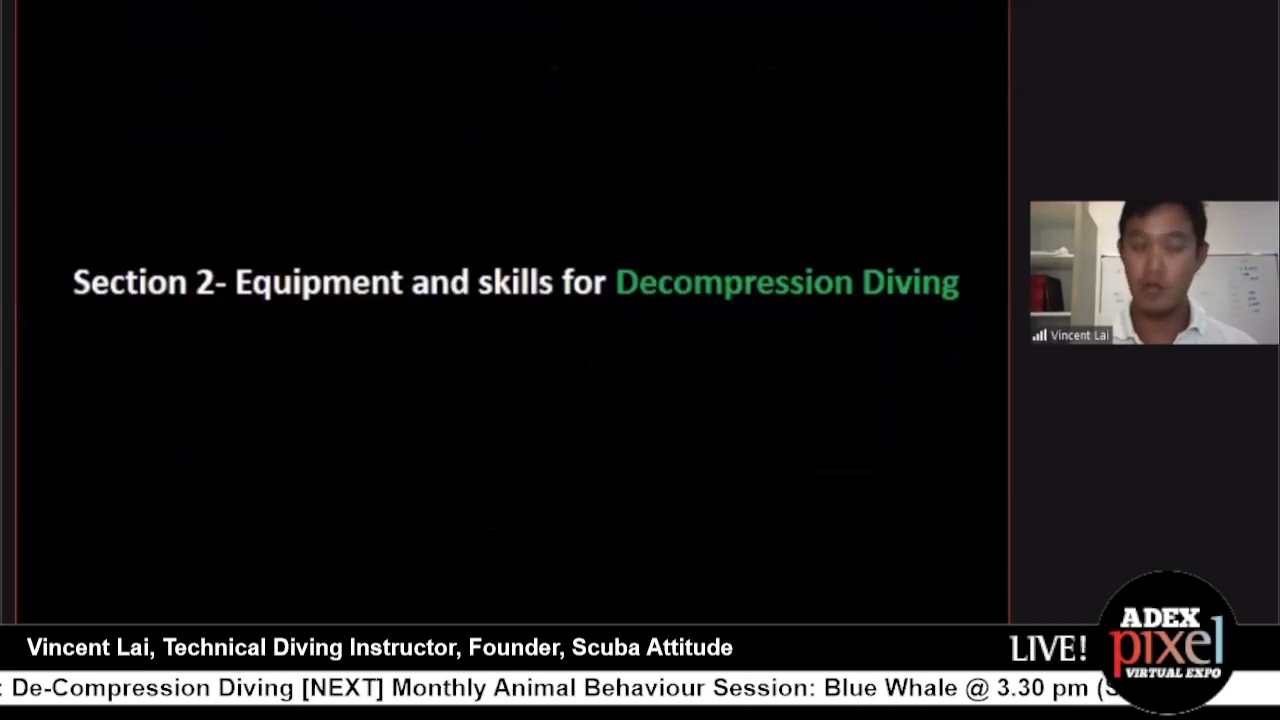 Section 2- Equipment and skills for Decompression Diving
Vincent Lai
Vincent Lai, Technical Diving Instructor, Founder, Scuba Attitude
LIVE!
ADEX
pixel
VIRTUAL EXPO
: De-Compression Diving [NEXT] Monthly Animal Behaviour Session: Blue Whale @ 3.30 pm (S